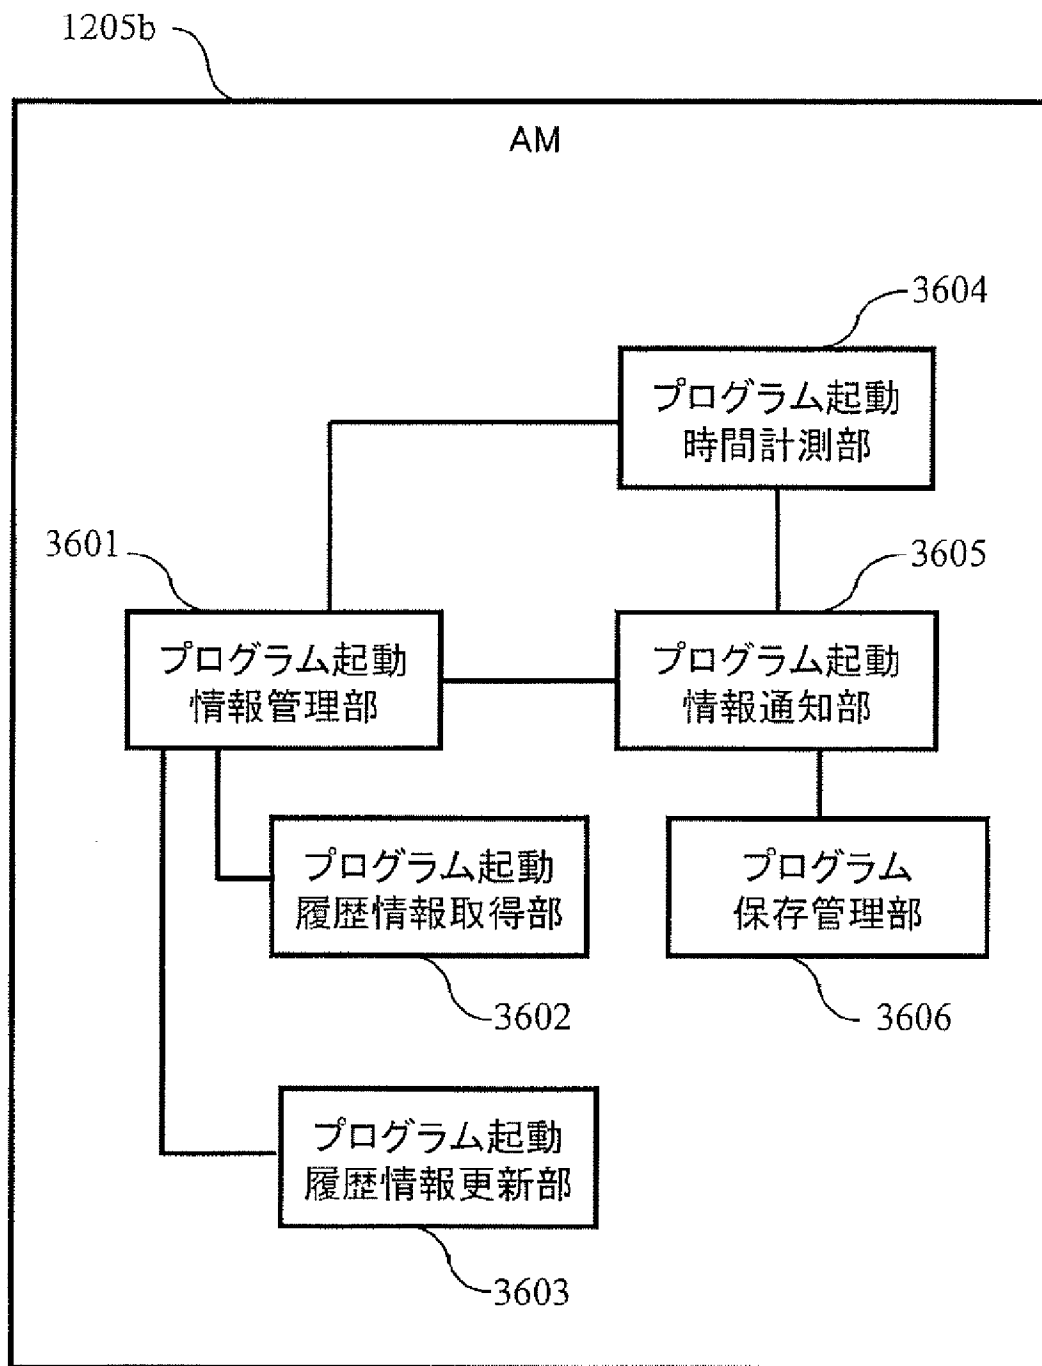 1205b
AM
3604
プログラム起動
時間計測部
3601
3605
プログラム起動
情報管理部
プログラム起動
情報通知部
プログラム起動
履歴情報取得部
プログラム
保存管理部
3602
3606
プログラム起動
履歴情報更新部
3603